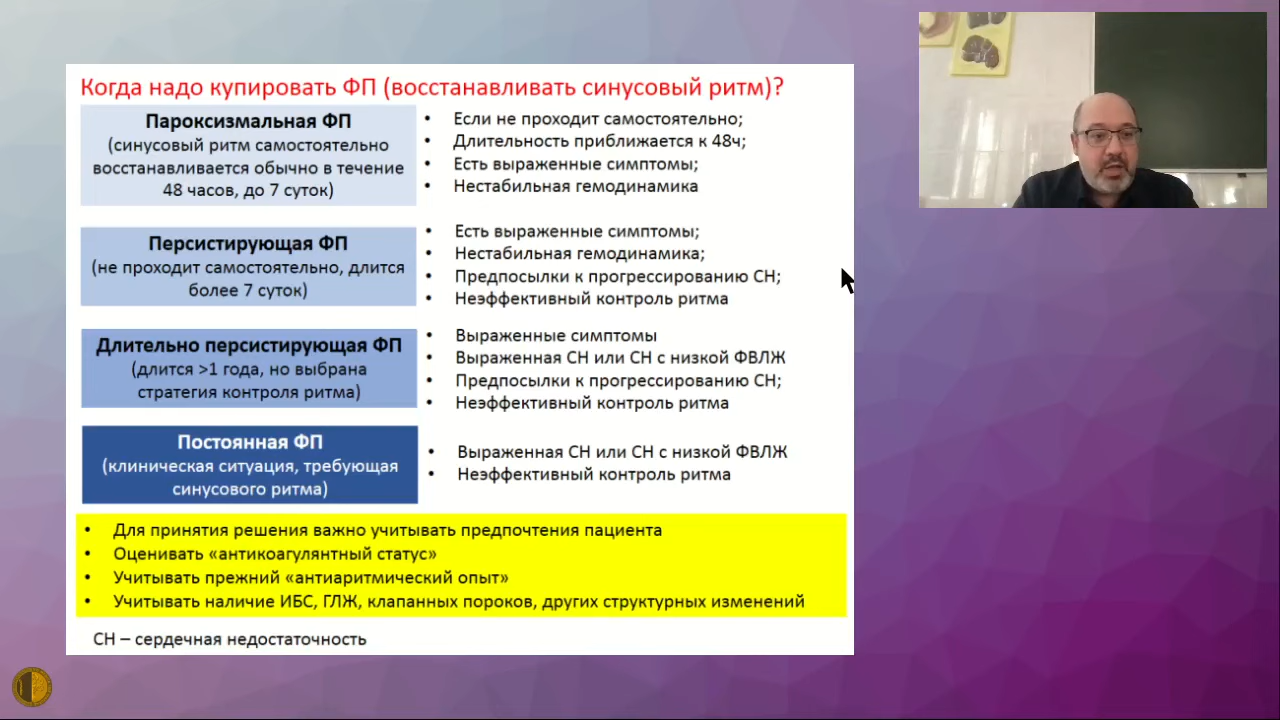 Когда надо купировать ФП (восстанавливать синусовый ритм)?
Пароксизмальная ФП
(синусовый ритм самостоятельно
восстанавливается обычно в течение
48 часов, до 7 суток)
• Если не проходит самостоятельно;
• Длительность приближается к 48ч;
• Есть выраженные симптомы;
• Нестабильная гемодинамика
Персистирующая ФП
(не проходит самостоятельно, длится
более 7 суток)
• Есть выраженные симптомы;
• Нестабильная гемодинамика;
• Предпосылки к прогрессированию СН;
• Неэффективный контроль ритма
Длительно персистирующая ФП
(длится >1 года, но выбрана
стратегия контроля ритма)
• Выраженные симптомы
• Выраженная СН или СН с низкой ФВЛЖ
• Предпосылки к прогрессированию СН;
• Неэффективный контроль ритма
Постоянная ФП
(клиническая ситуация, требующая
синусового ритма)
• Выраженная СН или СН с низкой ФВЛЖ
• Неэффективный контроль ритма
• Для принятия решения важно учитывать предпочтения пациента
• Оценивать «антикоагулянтный статус»
• Учитывать прежний «антиаритмический опыт»
• Учитывать наличие ИБС, ГЛЖ, клапанных пороков, других структурных изменений
СН – сердечная недостаточность